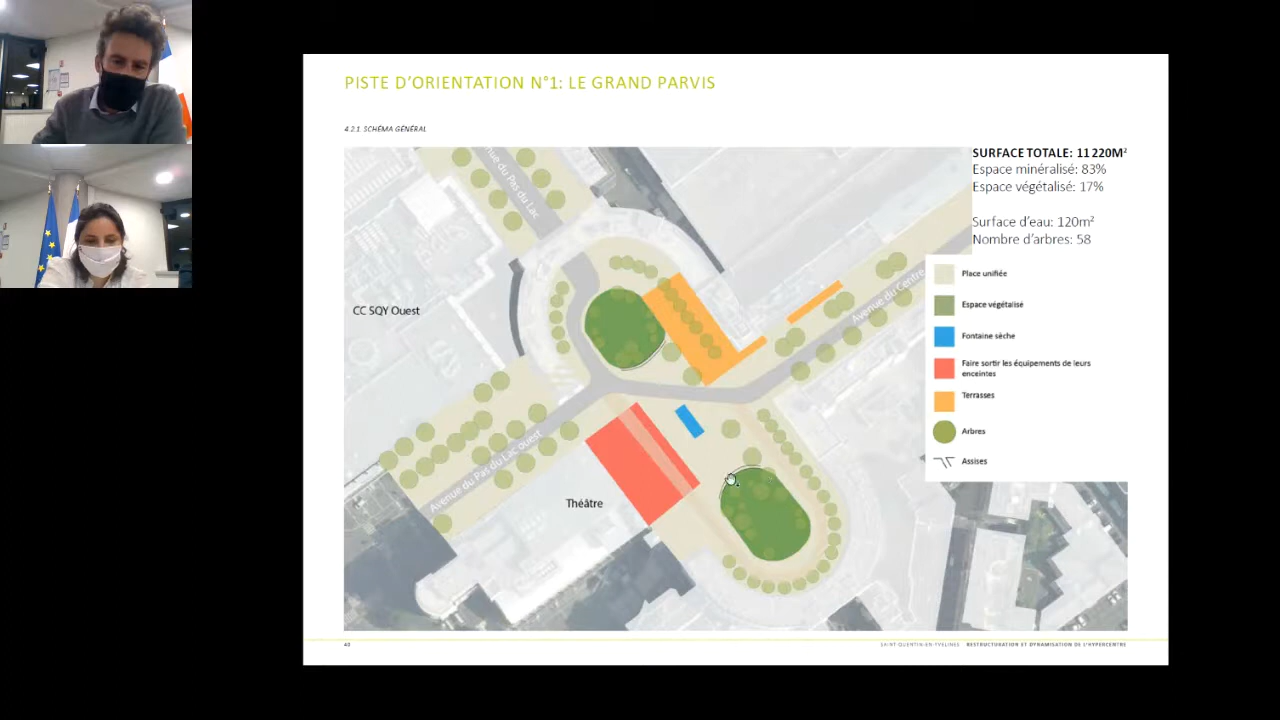 PISTE D'ORIENTATION N°1: LE GRAND PARVIS
4.2.1. SCHÉMA GÉNÉRAL
SURFACE TOTALE: 11 220M²
Espace minéralisé: 83%
Espace végétalisé: 17%
Surface d'eau: 120m²
Nombre d'arbres: 58
Place unifiée
Espace végétalisé
Fontaine sèche
Faire sortir les équipements de leurs
enceintes
Terrasses
Arbres
Assises
Avenue du Pas du Lac
CC SQY Ouest
Avenue du Centre
Avenue du Pas du Lac ouest
Théâtre
40
SAINT-QUENTIN-EN-YVELINES RESTRUCTURATION ET DYNAMISATION DE L'HYPERCENTRE